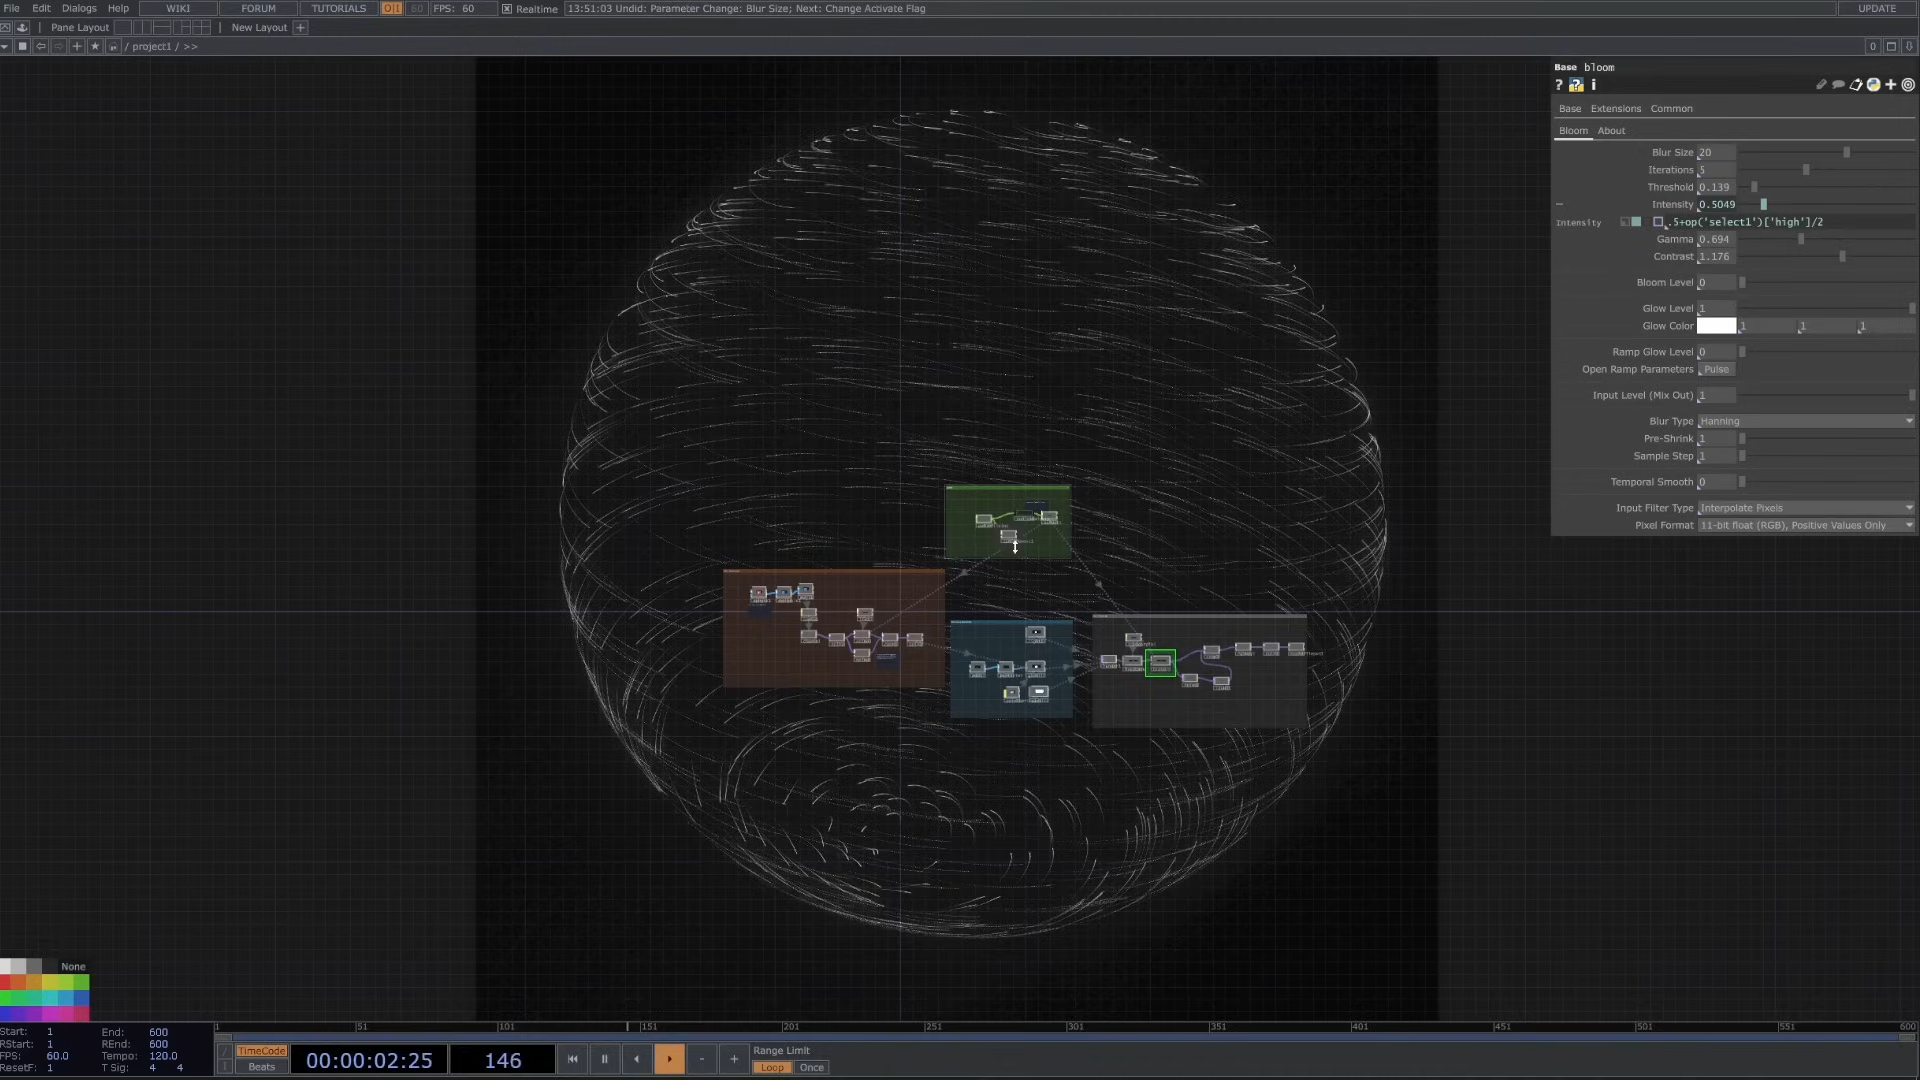 File Edit Dialogs Help WIKI FORUM TUTORIALS O|I 60 FPS: 60 Realtime 13:51:03 Undid: Parameter Change: Blur Size; Next: Change Activate Flag UPDATE
Pane Layout New Layout +
/ project1 / >> 0
Base bloom
? ? i
Base Extensions Common
Bloom About
Blur Size 20
Iterations 5
Threshold 0.139
Intensity 0.5049
Intensity .5+op('select1')['high']/2
Gamma 0.694
Contrast 1.176
Bloom Level 0
Glow Level 1
Glow Color 1 1 1
Ramp Glow Level 0
Open Ramp Parameters Pulse
Input Level (Mix Out) 1
Blur Type Hanning
Pre-Shrink 1
Sample Step 1
Temporal Smooth 0
Input Filter Type Interpolate Pixels
Pixel Format 11-bit float (RGB), Positive Values Only
None
1 51 101 151 201 251 301 351 401 451 501 551 600
Start: 1 End: 600
RStart: 1 REnd: 600
FPS: 60.0 Tempo: 120.0
ResetF: 1 T Sig: 4 4
TimeCode
Beats
00:00:02:25
146
- +
Range Limit
Loop Once